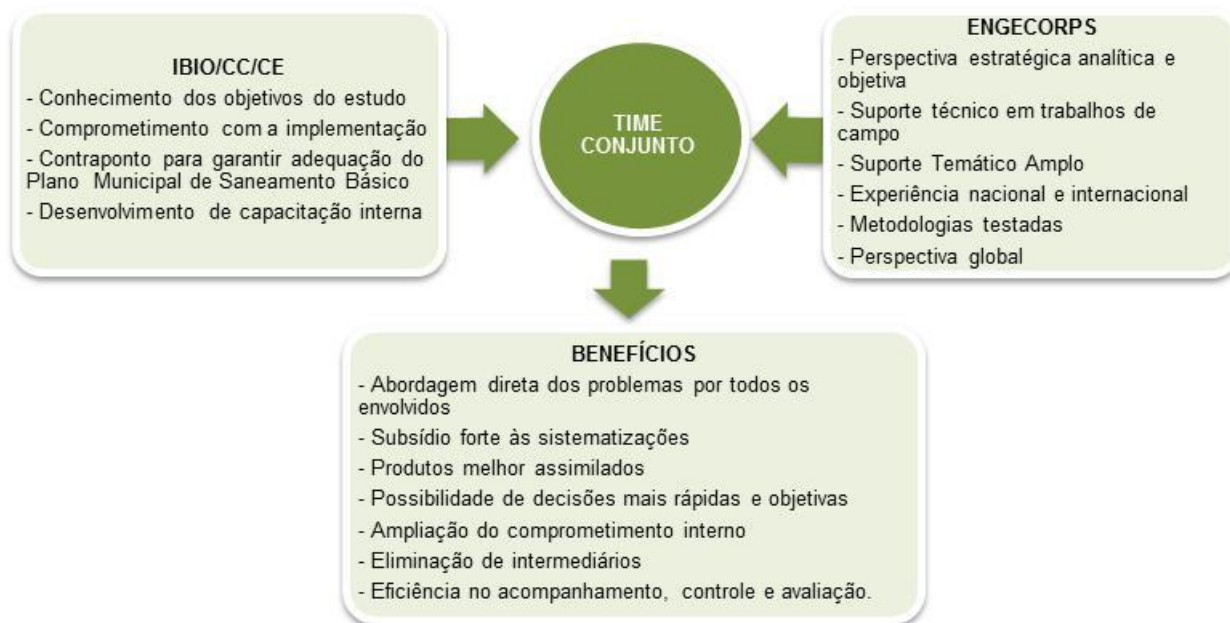 IBIO/CC/CE
- Conhecimento dos objetivos do estudo
- Comprometimento com a implementação
- Contraponto para garantir adequação do
Plano Municipal de Saneamento Básico
- Desenvolvimento de capacitação interna
TIME
CONJUNTO
ENGECORPS
- Perspectiva estratégica analítica e
objetiva
- Suporte técnico em trabalhos de
campo
- Suporte Temático Amplo
- Experiência nacional e internacional
- Metodologias testadas
- Perspectiva global
BENEFÍCIOS
- Abordagem direta dos problemas por todos os
envolvidos
- Subsídio forte às sistematizações
- Produtos melhor assimilados
- Possibilidade de decisões mais rápidas e objetivas
- Ampliação do comprometimento interno
- Eliminação de intermediários
- Eficiência no acompanhamento, controle e avaliação.